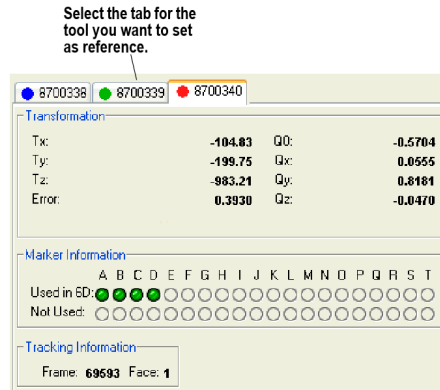 Select the tab for the
tool you want to set
as reference.
8700338 8700339 8700340
Transformation
Tx: -104.83 Q0: -0.5704
Ty: -199.75 Qx: 0.0555
Tz: -983.21 Qy: 0.8181
Error: 0.3930 Qz: -0.0470
Marker Information
A B C D E F G H I J K L M N O P Q R S T
Used in 6D:
Not Used:
Tracking Information
Frame: 69593 Face: 1